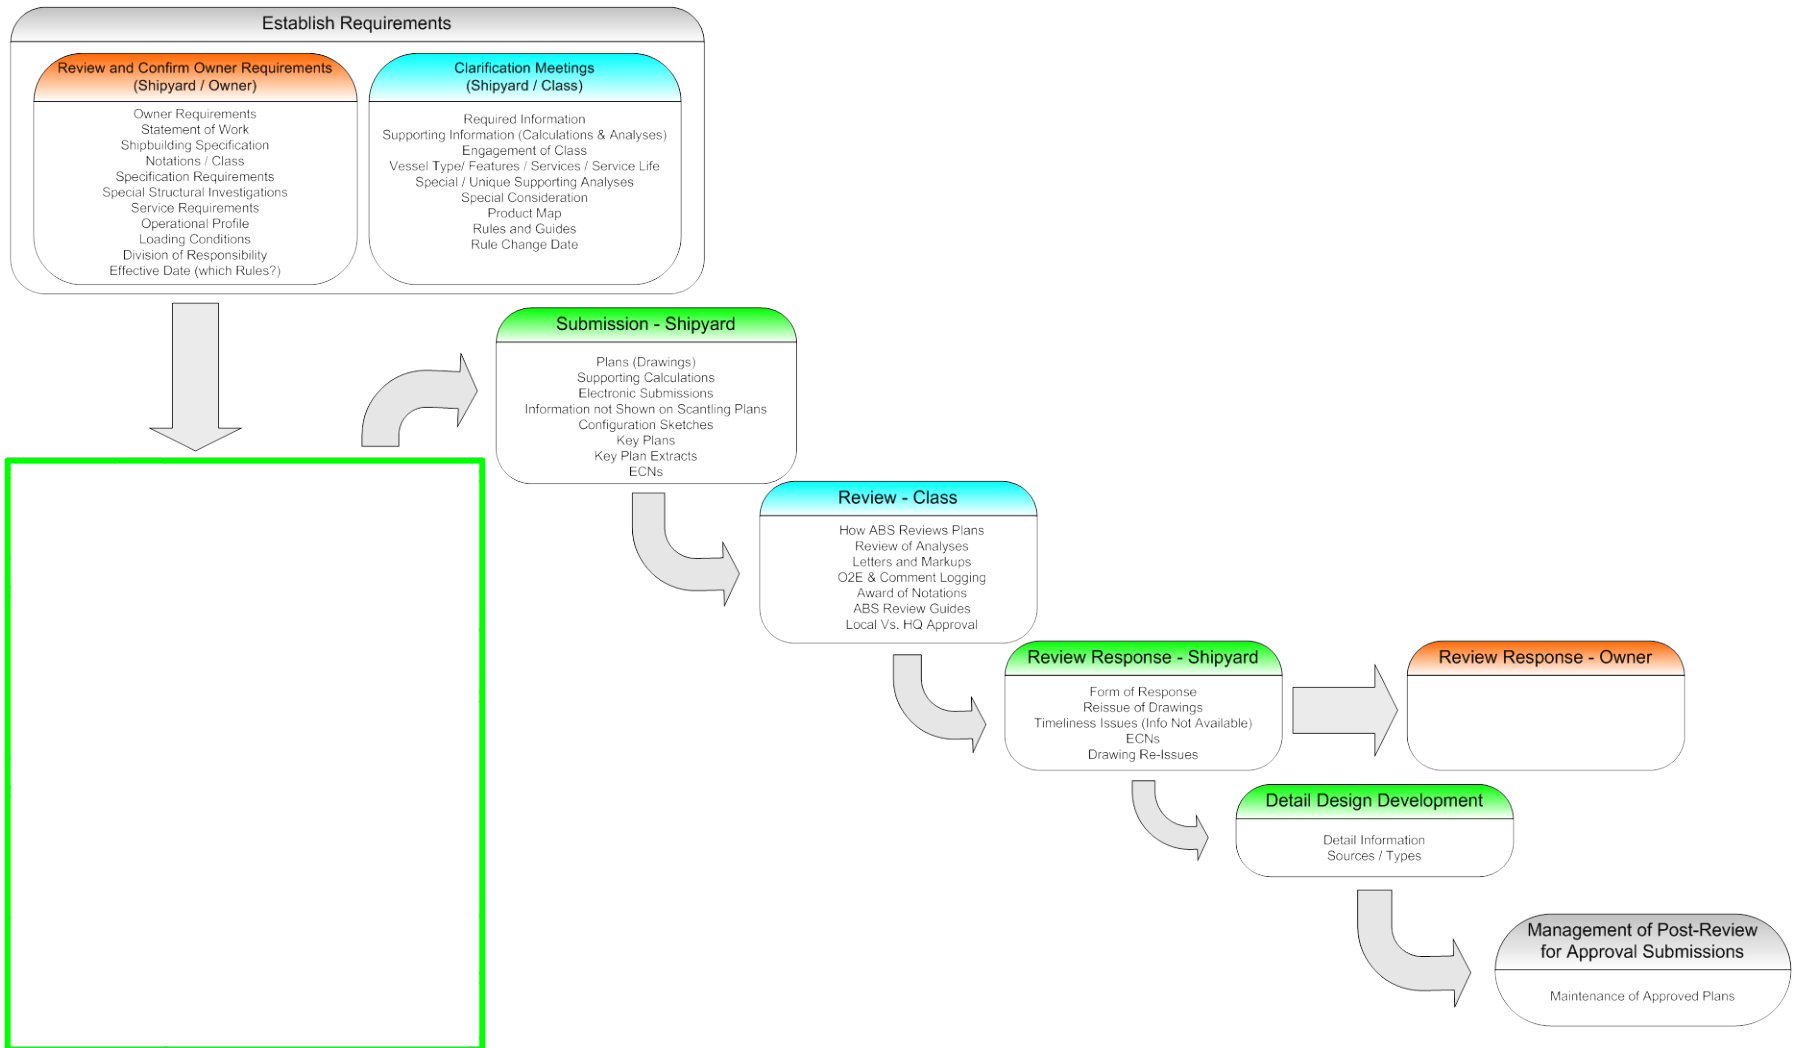 Establish Requirements
Review and Confirm Owner Requirements
(Shipyard / Owner)
Owner Requirements
Statement of Work
Shipbuilding Specification
Notations / Class
Specification Requirements
Special Structural Investigations
Service Requirements
Operational Profile
Loading Conditions
Division of Responsibility
Effective Date (which Rules?)
Clarification Meetings
(Shipyard / Class)
Required Information
Supporting Information (Calculations & Analyses)
Engagement of Class
Vessel Type/ Features / Services / Service Life
Special / Unique Supporting Analyses
Special Consideration
Product Map
Rules and Guides
Rule Change Date
Submission - Shipyard
Plans (Drawings)
Supporting Calculations
Electronic Submissions
Information not Shown on Scantling Plans
Configuration Sketches
Key Plans
Key Plan Extracts
ECNs
Review - Class
How ABS Reviews Plans
Review of Analyses
Letters and Markups
O2E & Comment Logging
Award of Notations
ABS Review Guides
Local Vs. HQ Approval
Review Response - Shipyard
Form of Response
Reissue of Drawings
Timeliness Issues (Info Not Available)
ECNs
Drawing Re-Issues
Review Response - Owner
Detail Design Development
Detail Information
Sources / Types
Management of Post-Review
for Approval Submissions
Maintenance of Approved Plans